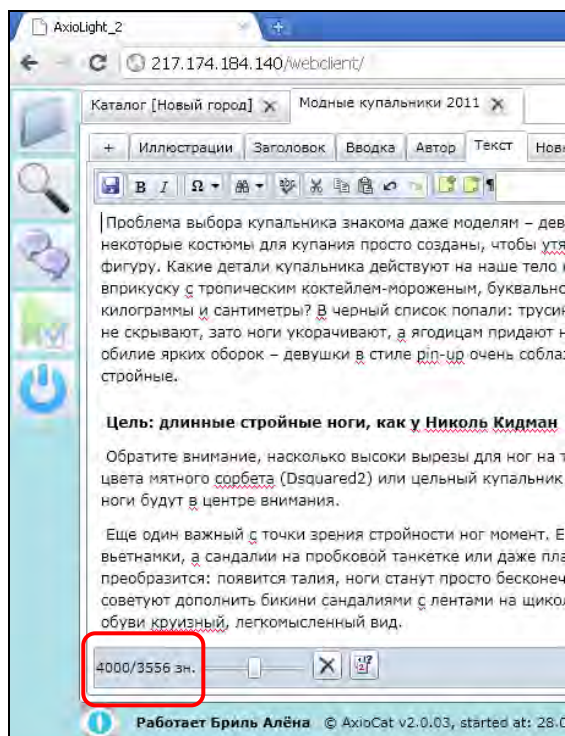 AxioLight_2
217.174.184.140/webclient/
Каталог [Новый город] Модные купальники 2011
+ Иллюстрации Заголовок Вводка Автор Текст Нов
B I Ω ¶
Проблема выбора купальника знакома даже моделям – дев
некоторые костюмы для купания просто созданы, чтобы утя
фигуру. Какие детали купальника действуют на наше тело
вприкуску с тропическим коктейлем-мороженым, буквально
килограммы и сантиметры? В черный список попали: трусик
не скрывают, зато ноги укорачивают, а ягодицам придают н
обилие ярких оборок – девушки в стиле pin-up очень собла
стройные.
Цель: длинные стройные ноги, как у Николь Кидман
Обратите внимание, насколько высоки вырезы для ног на т
цвета мятного сорбета (Dsquared2) или цельный купальник
ноги будут в центре внимания.
Еще один важный с точки зрения стройности ног момент. Е
вьетнамки, а сандалии на пробковой танкетке или даже пла
преобразится: появится талия, ноги станут просто бесконеч
советуют дополнить бикини сандалиями с лентами на щикол
обуви круизный, легкомысленный вид.
4000/3556 зн.
Работает Бриль Алёна © AxioCat v2.0.03, started at: 28.0